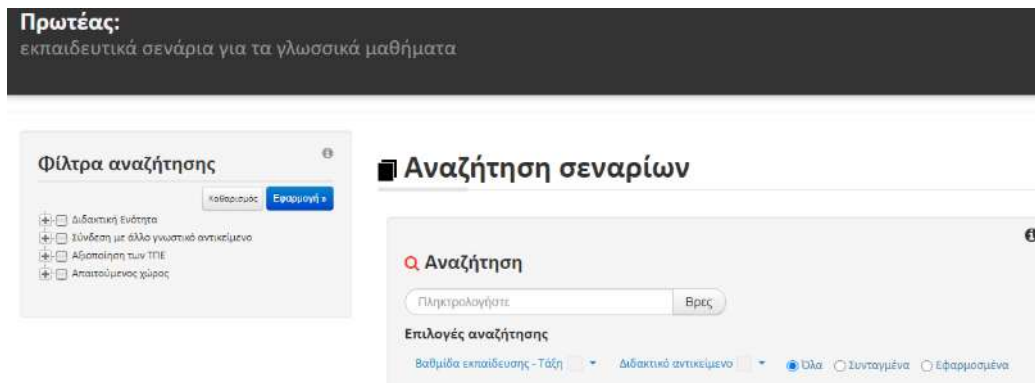 Πρωτέας:
εκπαιδευτικά σενάρια για τα γλωσσικά μαθήματα
Φίλτρα αναζήτησης
Καθαρισμός Εφαρμογή »
Διδακτική Ενότητα
Σύνδεση με άλλο γνωστικό αντικείμενο
Αξιοποίηση των ΤΠΕ
Απαιτούμενος χώρος
Αναζήτηση σεναρίων
Αναζήτηση
Πληκτρολογήστε Βρες
Επιλογές αναζήτησης
Βαθμίδα εκπαίδευσης - Τάξη Διδακτικό αντικείμενο Όλα Συνταγμένα Εφαρμοσμένα